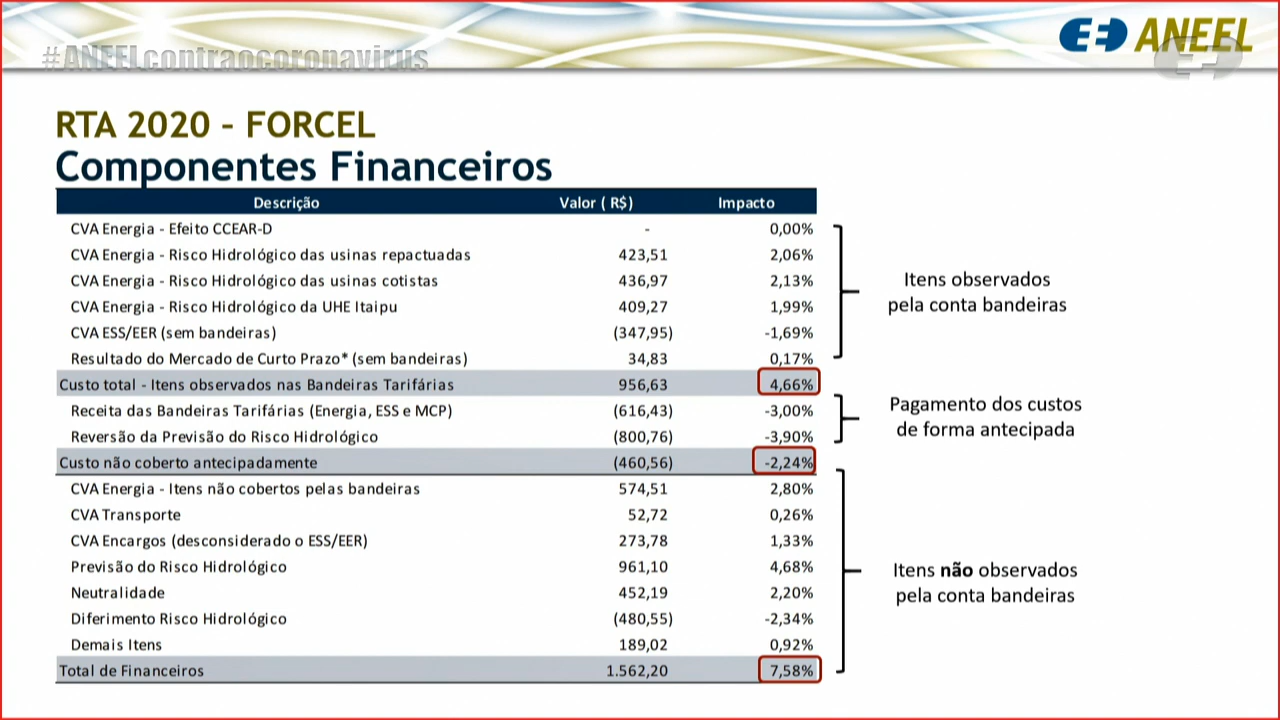 #ANEELcontraocoronavirus
ANEEL
RTA 2020 - FORCEL
Componentes Financeiros
Descrição Valor ( R$) Impacto
CVA Energia - Efeito CCEAR-D - 0,00%
CVA Energia - Risco Hidrológico das usinas repactuadas 423,51 2,06%
CVA Energia - Risco Hidrológico das usinas cotistas 436,97 2,13%
CVA Energia - Risco Hidrológico da UHE Itaipu 409,27 1,99%
CVA ESS/EER (sem bandeiras) (347,95) -1,69%
Resultado do Mercado de Curto Prazo* (sem bandeiras) 34,83 0,17%
Itens observados
pela conta bandeiras
Custo total - Itens observados nas Bandeiras Tarifárias 956,63 4,66%
Receita das Bandeiras Tarifárias (Energia, ESS e MCP) (616,43) -3,00%
Reversão da Previsão do Risco Hidrológico (800,76) -3,90%
Pagamento dos custos
de forma antecipada
Custo não coberto antecipadamente (460,56) -2,24%
CVA Energia - Itens não cobertos pelas bandeiras 574,51 2,80%
CVA Transporte 52,72 0,26%
CVA Encargos (desconsiderado o ESS/EER) 273,78 1,33%
Previsão do Risco Hidrológico 961,10 4,68%
Neutralidade 452,19 2,20%
Diferimento Risco Hidrológico (480,55) -2,34%
Demais Itens 189,02 0,92%
Total de Financeiros 1.562,20 7,58%
Itens não observados
pela conta bandeiras